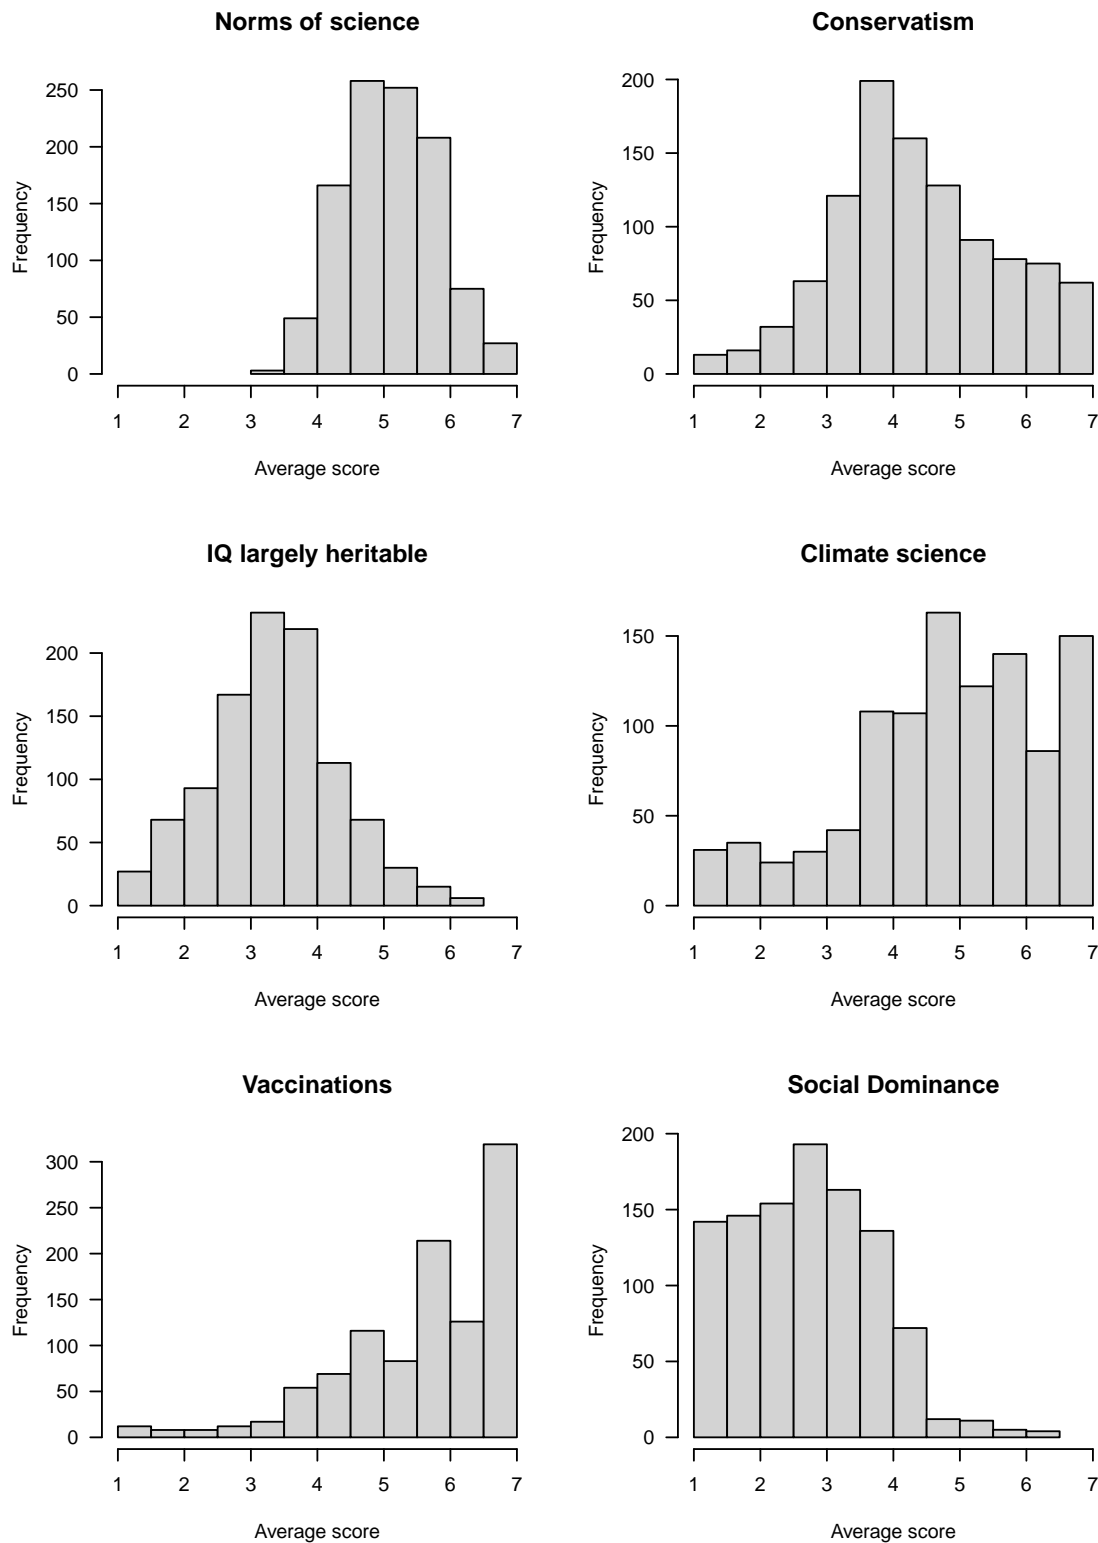 Norms of science
Frequency
250
200
150
100
50
0
1 2 3 4 5 6 7
Average score
Conservatism
Frequency
200
150
100
50
0
1 2 3 4 5 6 7
Average score
IQ largely heritable
Frequency
200
150
100
50
0
1 2 3 4 5 6 7
Average score
Climate science
Frequency
150
100
50
0
1 2 3 4 5 6 7
Average score
Vaccinations
Frequency
300
250
200
150
100
50
0
1 2 3 4 5 6 7
Average score
Social Dominance
Frequency
200
150
100
50
0
1 2 3 4 5 6 7
Average score